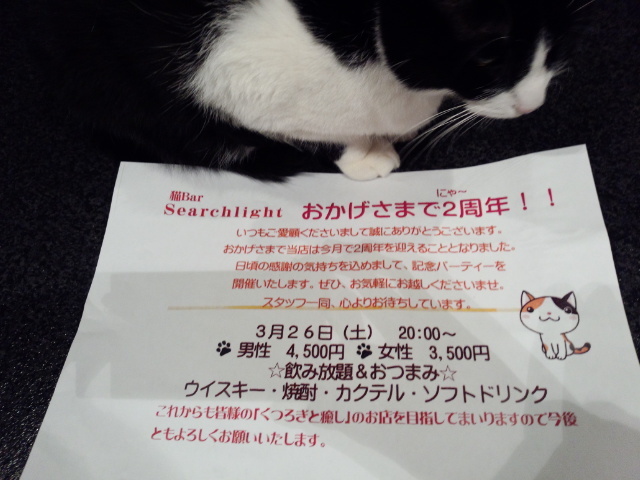 にゃ～
猫Bar
Searchlight おかげさまで2周年！！
いつもご愛顧くださいまして誠にありがとうございます。
おかげさまで当店は今月で2周年を迎えることとなりました。
日頃の感謝の気持ちを込めまして、記念パーティーを
開催いたします。ぜひ、お気軽にお越しくださいませ。
スタッフ一同、心よりお待ちしています。
３月２６日（土） 20:00～
男性 4,500円 女性 3,500円
☆飲み放題＆おつまみ☆
ウイスキー・焼酎・カクテル・ソフトドリンク
これからも皆様の「くつろぎと癒し」のお店を目指してまいりますので今後
ともよろしくお願いいたします。